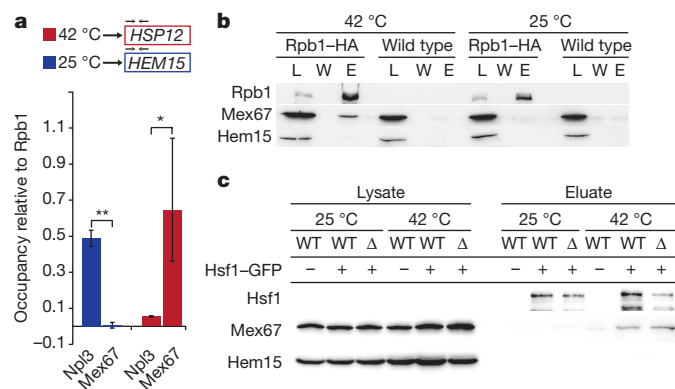 a
42 °C HSP12
25 °C HEM15
Occupancy relative to Rpb1
1.1
0.9
0.7
0.5
0.3
0.1
–0.1
**
*
Npl3
Mex67
Npl3
Mex67
b
42 °C 25 °C
Rpb1–HA Wild type Rpb1–HA Wild type
L W E L W E L W E L W E
Rpb1
Mex67
Hem15
c
Lysate Eluate
25 °C 42 °C 25 °C 42 °C
WT WT Δ WT WT Δ WT WT Δ WT WT Δ
Hsf1–GFP – + + – + + – + + – + +
Hsf1
Mex67
Hem15